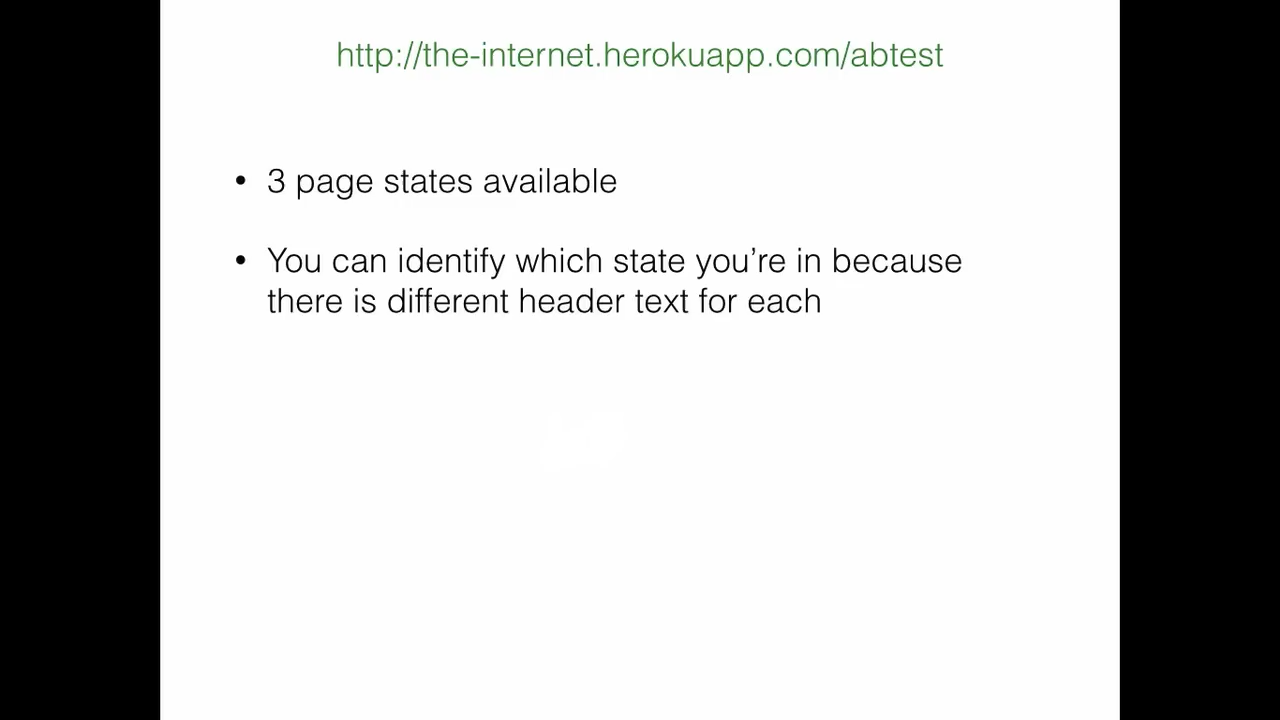 http://the-internet.herokuapp.com/abtest
• 3 page states available
• You can identify which state you’re in because
there is different header text for each